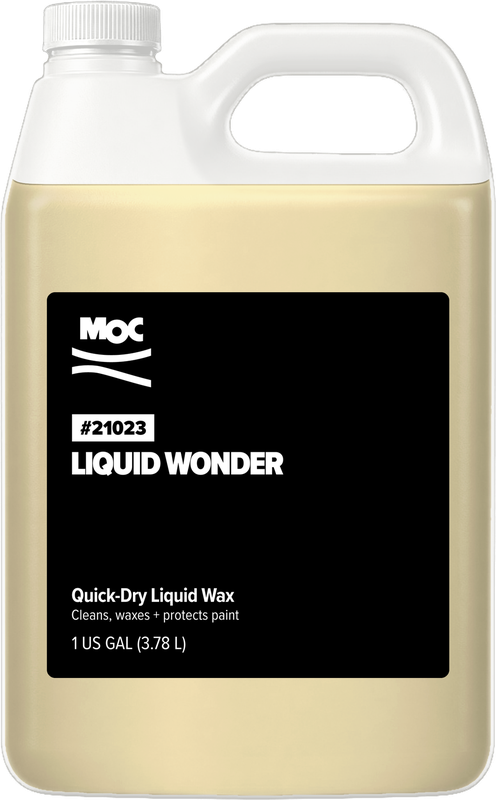 MOC
#21023
LIQUID WONDER
Quick-Dry Liquid Wax
Cleans, waxes + protects paint
1 US GAL (3.78 L)